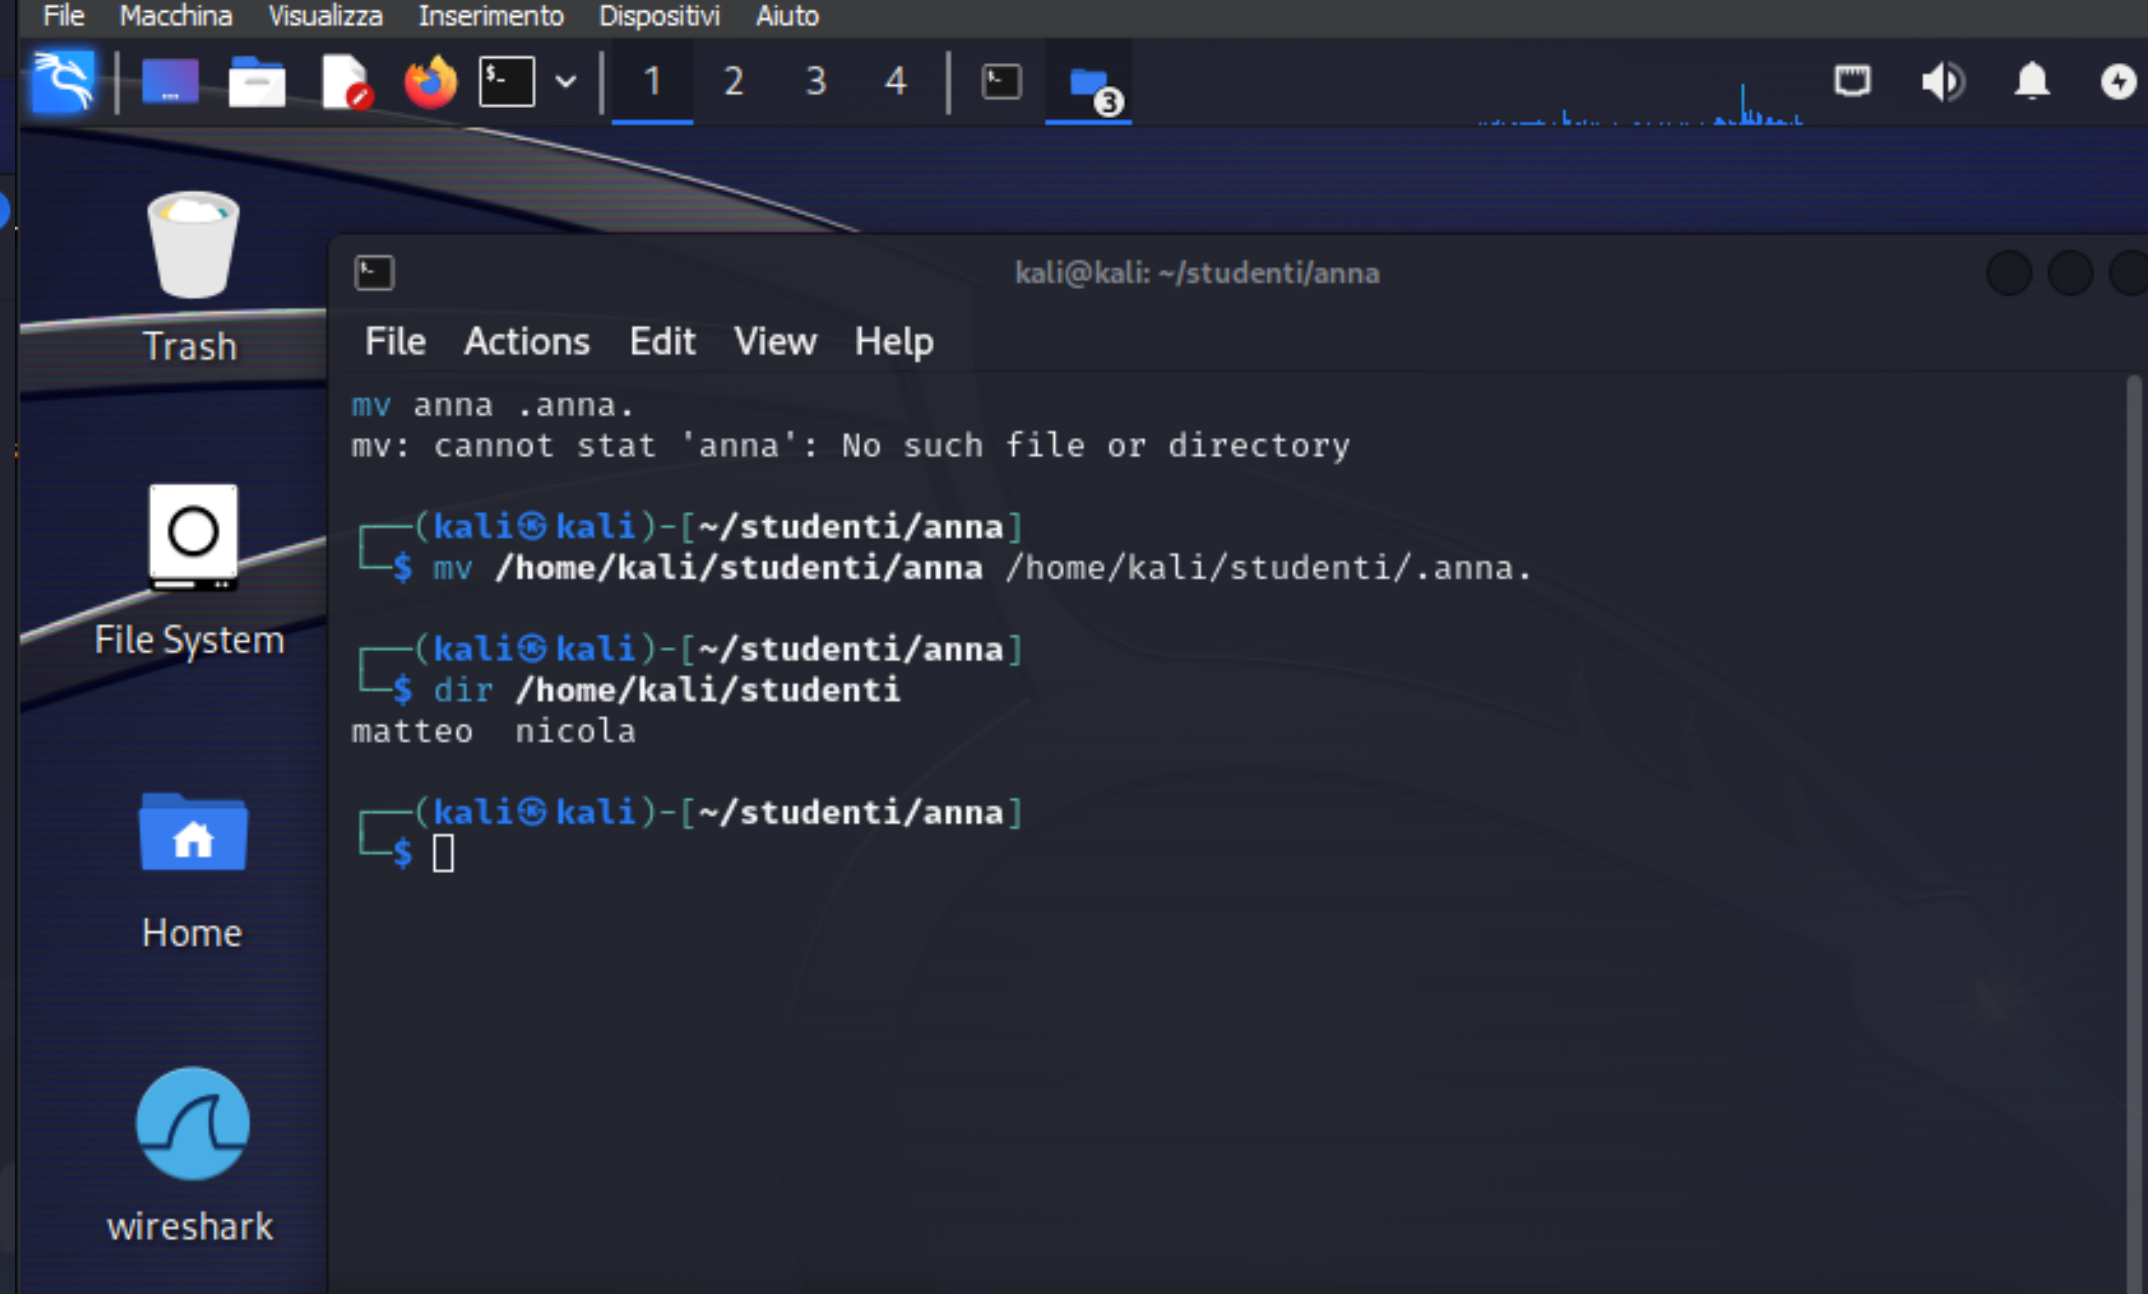 File Macchina Visualizza Inserimento Dispositivi Aiuto
$_ 1 2 3 4 3
Trash
File System
Home
wireshark
kali@kali: ~/studenti/anna
File Actions Edit View Help
mv anna .anna.
mv: cannot stat 'anna': No such file or directory
┌──(kali㉿kali)-[~/studenti/anna]
└─$ mv /home/kali/studenti/anna /home/kali/studenti/.anna.
┌──(kali㉿kali)-[~/studenti/anna]
└─$ dir /home/kali/studenti
matteo  nicola
┌──(kali㉿kali)-[~/studenti/anna]
└─$